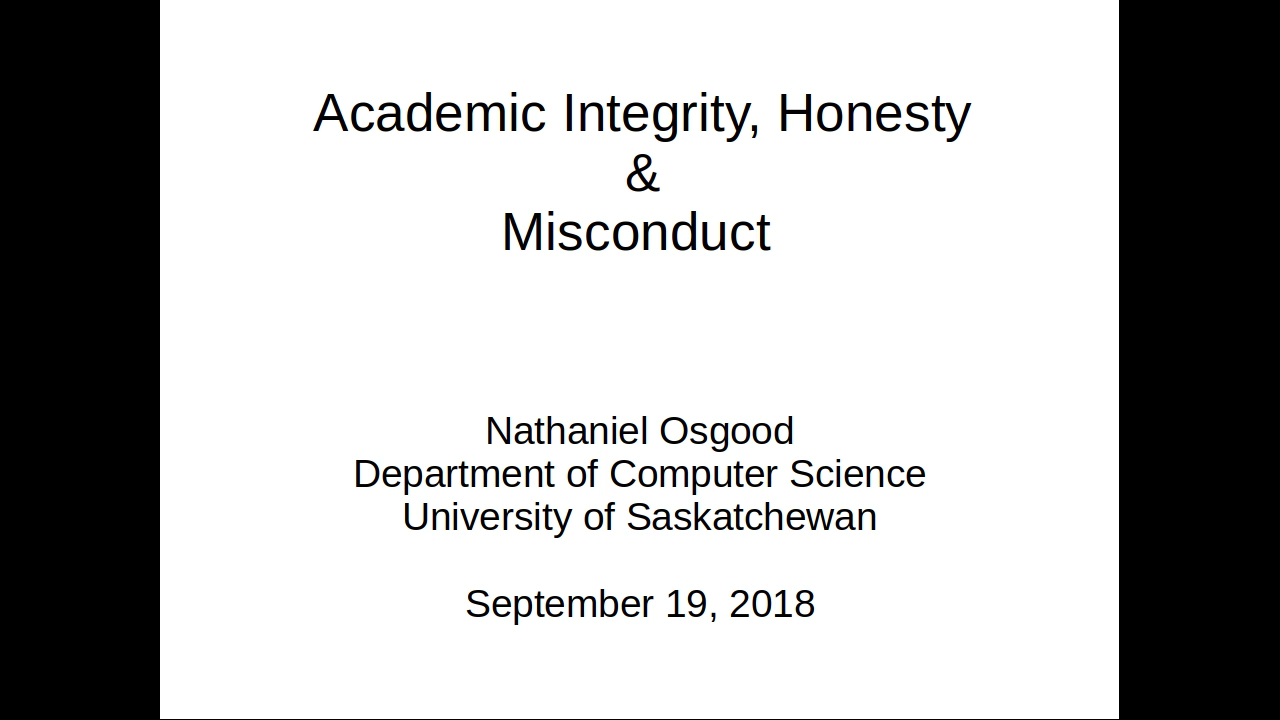 Academic Integrity, Honesty
&
Misconduct
Nathaniel Osgood
Department of Computer Science
University of Saskatchewan
September 19, 2018